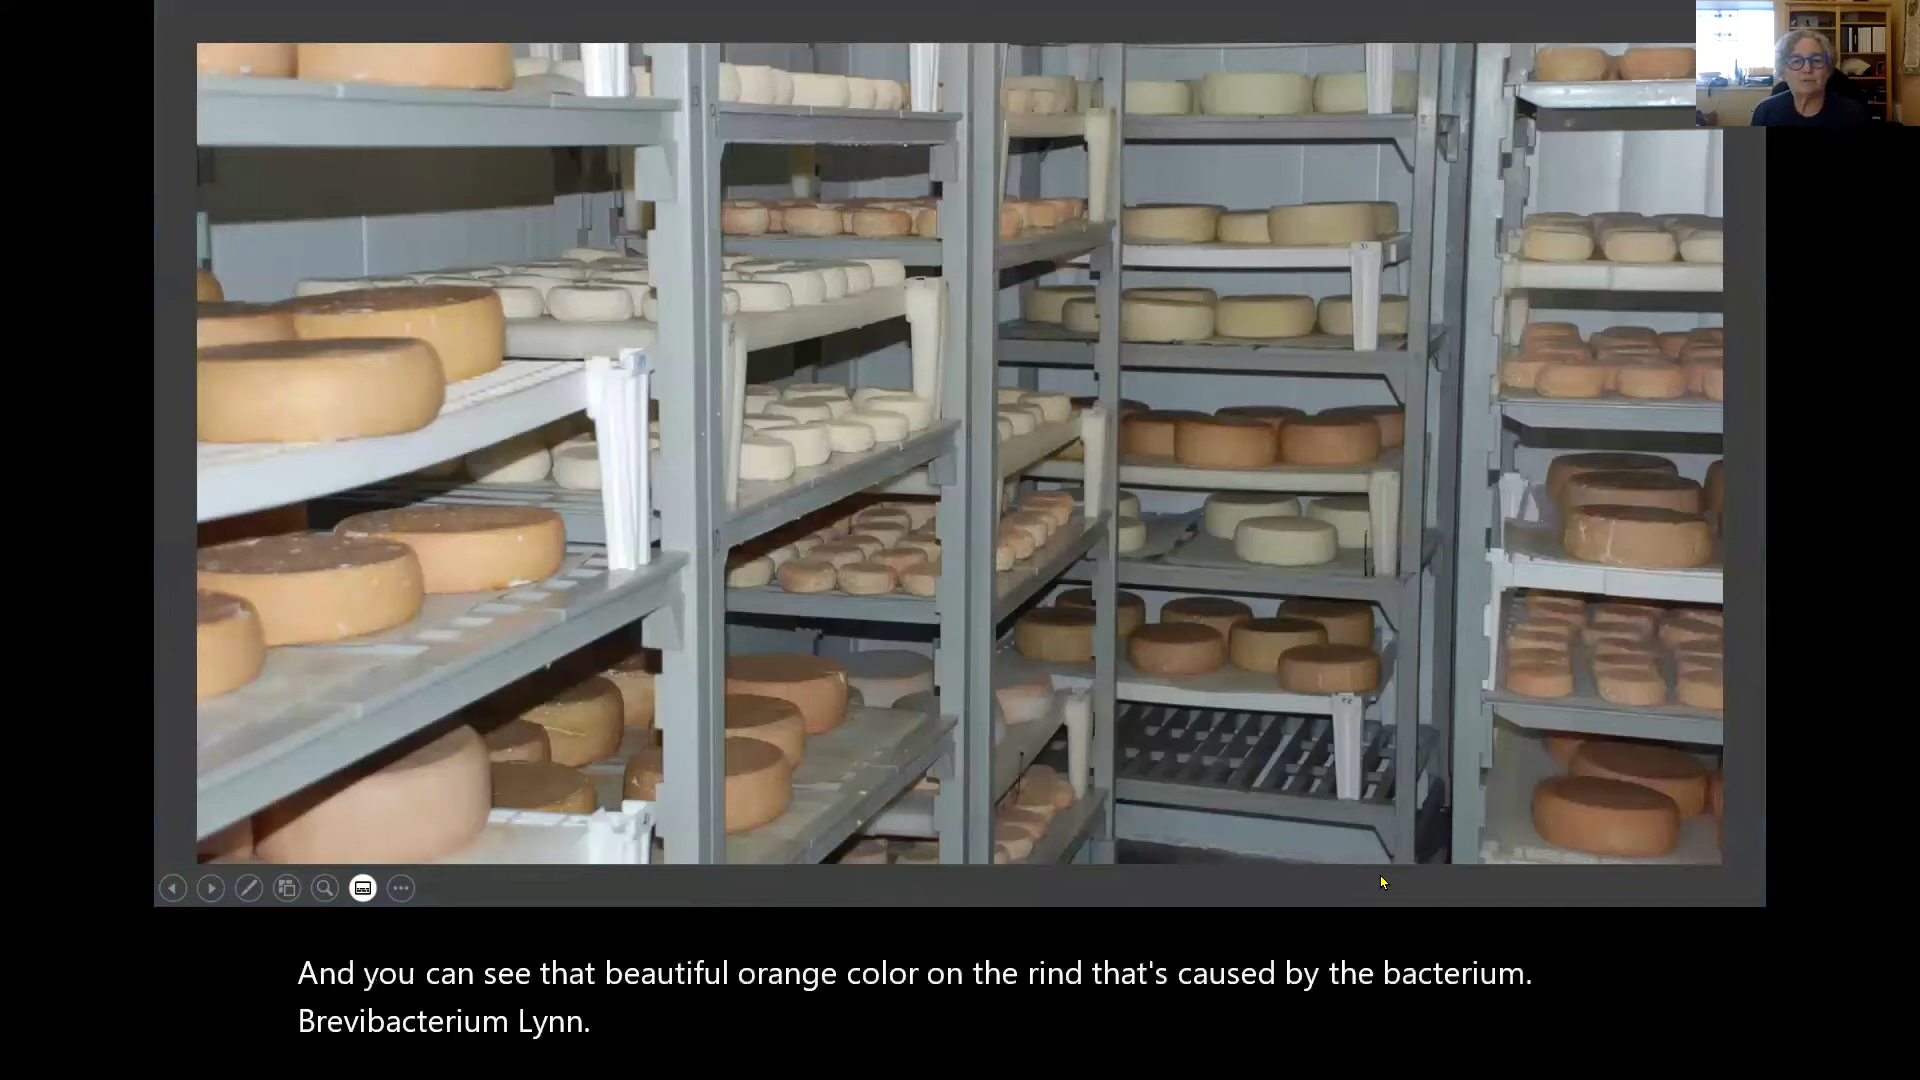 And you can see that beautiful orange color on the rind that's caused by the bacterium.
Brevibacterium Lynn.